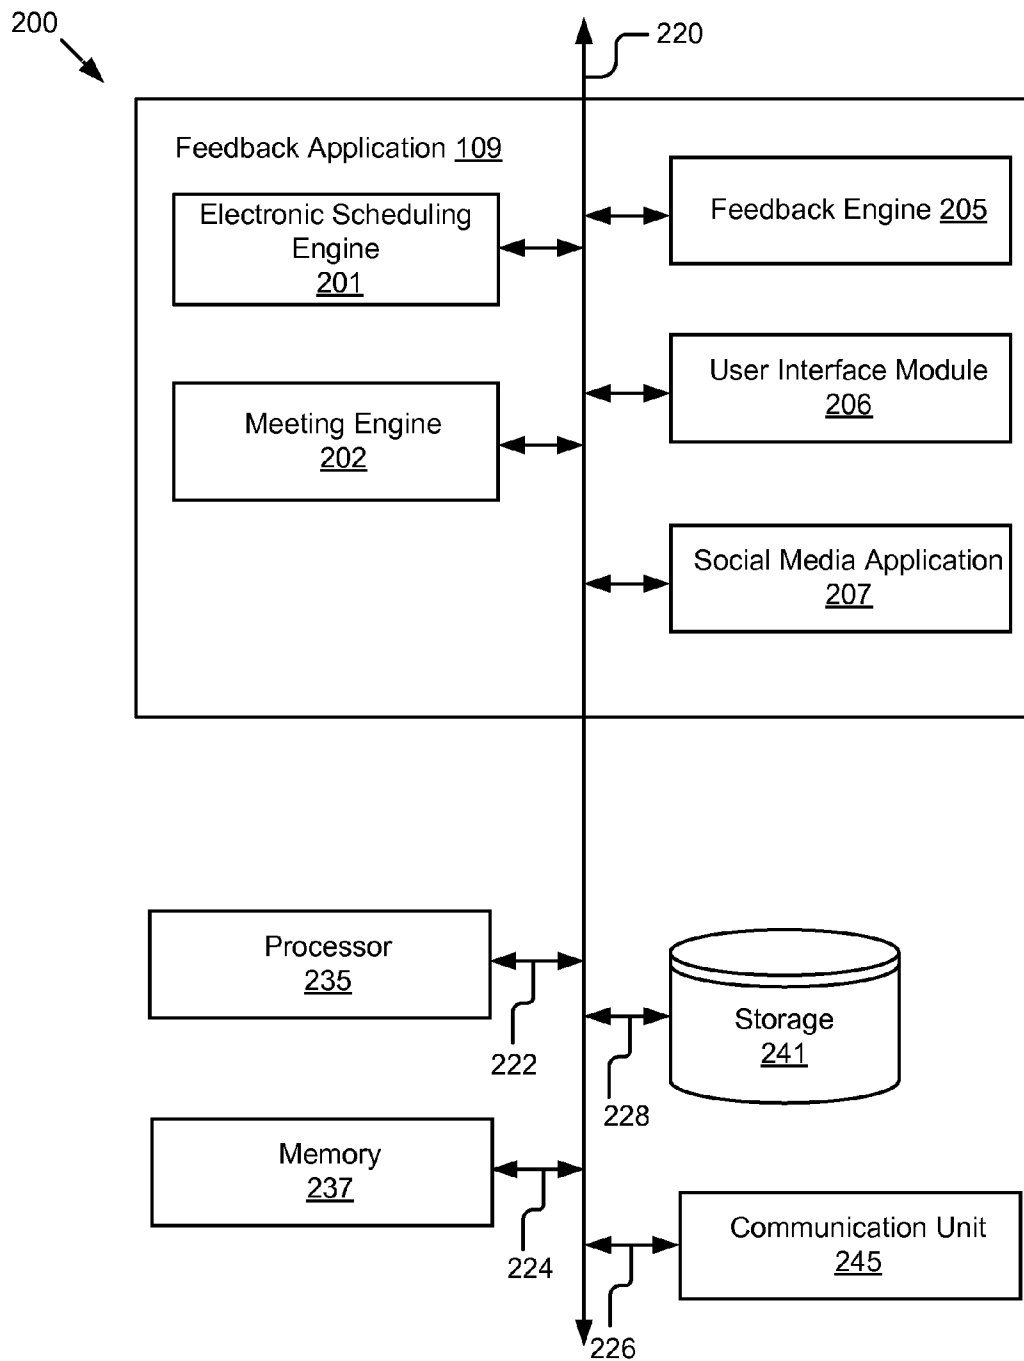 200
220
Feedback Application 109
Electronic Scheduling
Engine
201
Feedback Engine 205
User Interface Module
206
Meeting Engine
202
Social Media Application
207
Processor
235
222
Storage
241
228
Memory
237
224
Communication Unit
245
226